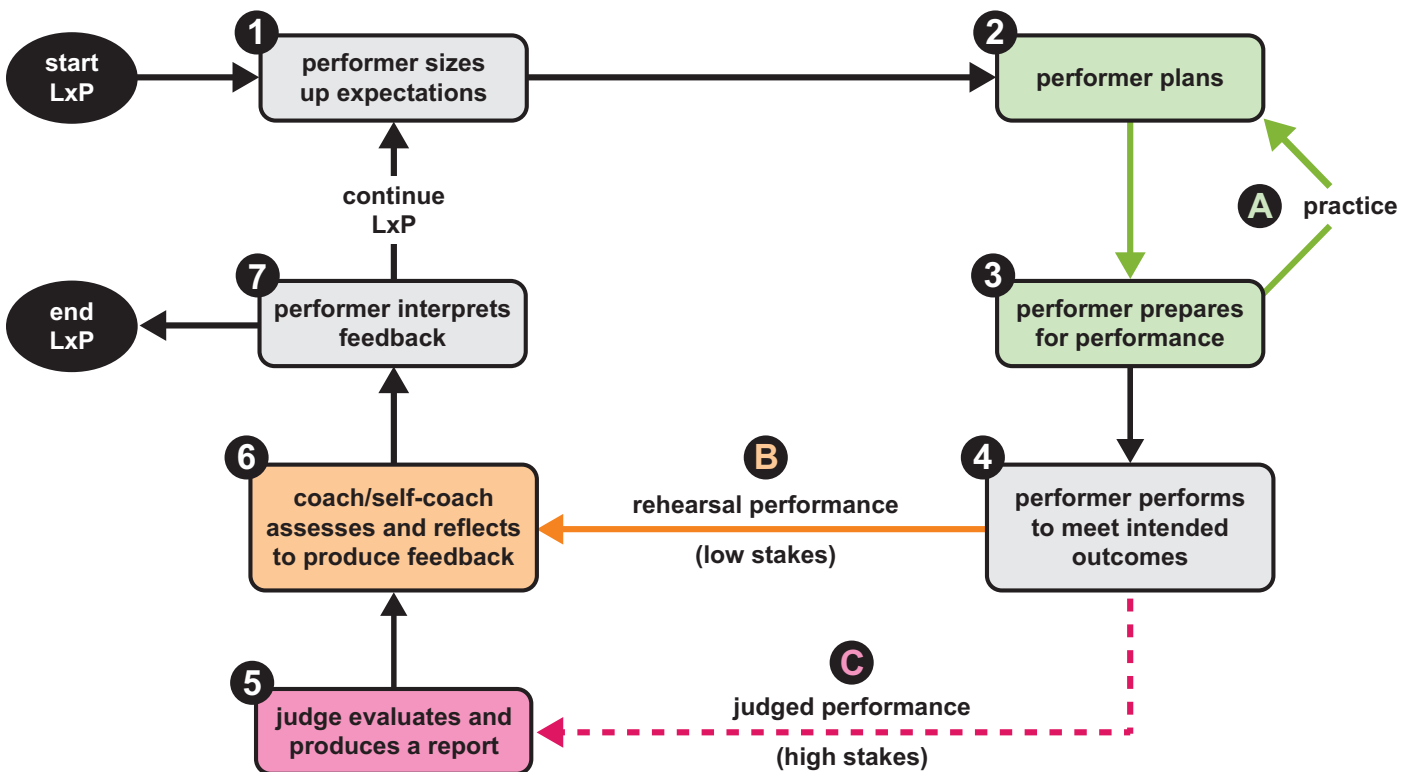 start
LxP
1
performer sizes
up expectations
2
performer plans
A
practice
continue
LxP
7
performer interprets
feedback
end
LxP
3
performer prepares
for performance
6
coach/self-coach
assesses and reflects
to produce feedback
B
rehearsal performance
(low stakes)
4
performer performs
to meet intended
outcomes
5
judge evaluates and
produces a report
C
judged performance
(high stakes)